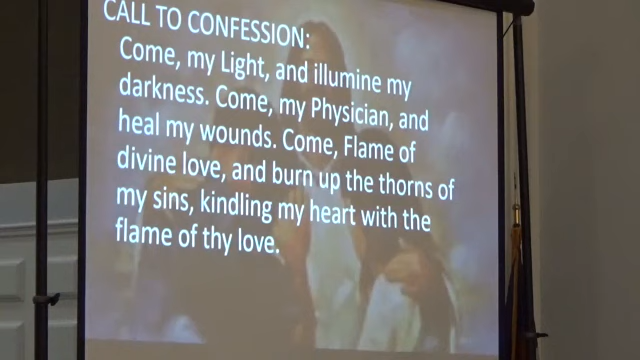 CALL TO CONFESSION:
Come, my Light, and illumine my
darkness. Come, my Physician, and
heal my wounds. Come, Flame of
divine love, and burn up the thorns of
my sins, kindling my heart with the
flame of thy love.